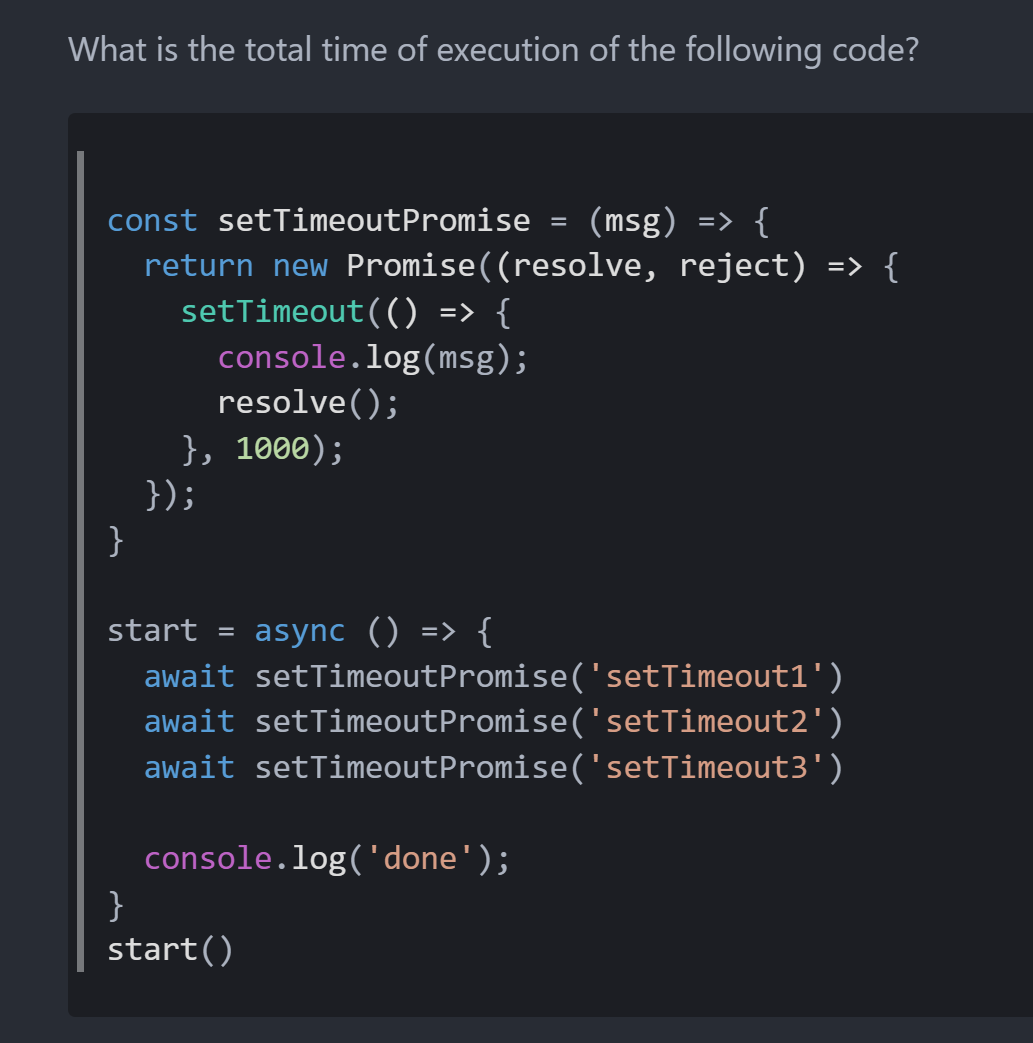 What is the total time of execution of the following code?
const setTimeoutPromise = (msg) => {
  return new Promise((resolve, reject) => {
    setTimeout(() => {
      console.log(msg);
      resolve();
    }, 1000);
  });
}
start = async () => {
  await setTimeoutPromise('setTimeout1')
  await setTimeoutPromise('setTimeout2')
  await setTimeoutPromise('setTimeout3')
  console.log('done');
}
start()